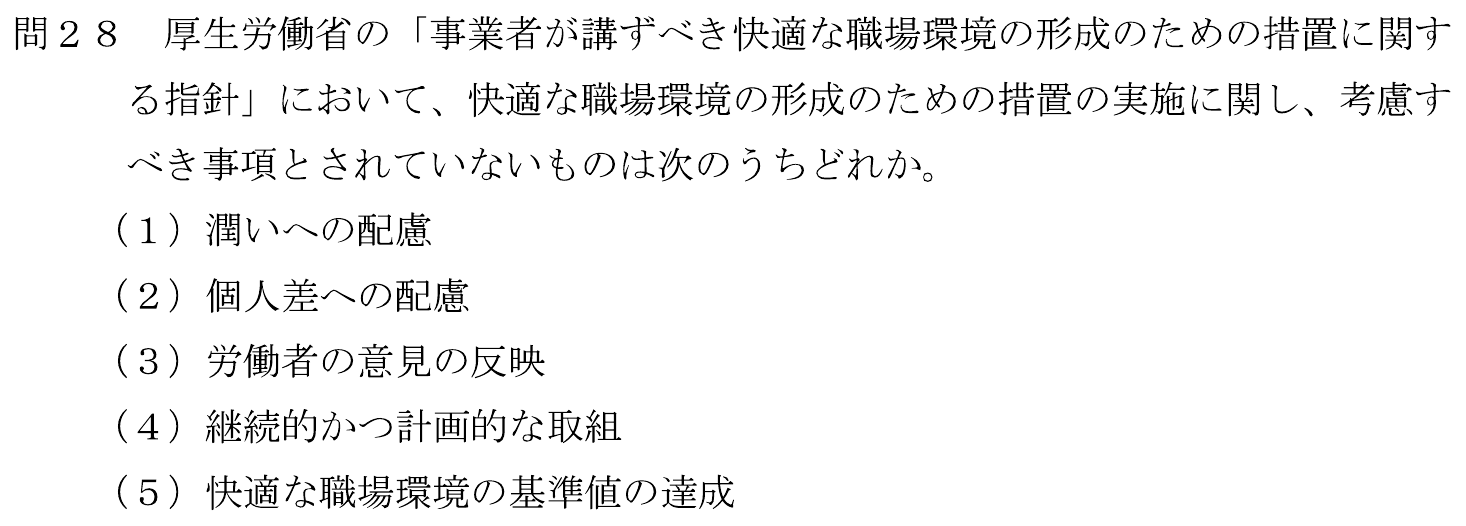 問２８　厚生労働省の「事業者が講ずべき快適な職場環境の形成のための措置に関す
る指針」において、快適な職場環境の形成のための措置の実施に関し、考慮す
べき事項とされていないものは次のうちどれか。
（１）潤いへの配慮
（２）個人差への配慮
（３）労働者の意見の反映
（４）継続的かつ計画的な取組
（５）快適な職場環境の基準値の達成